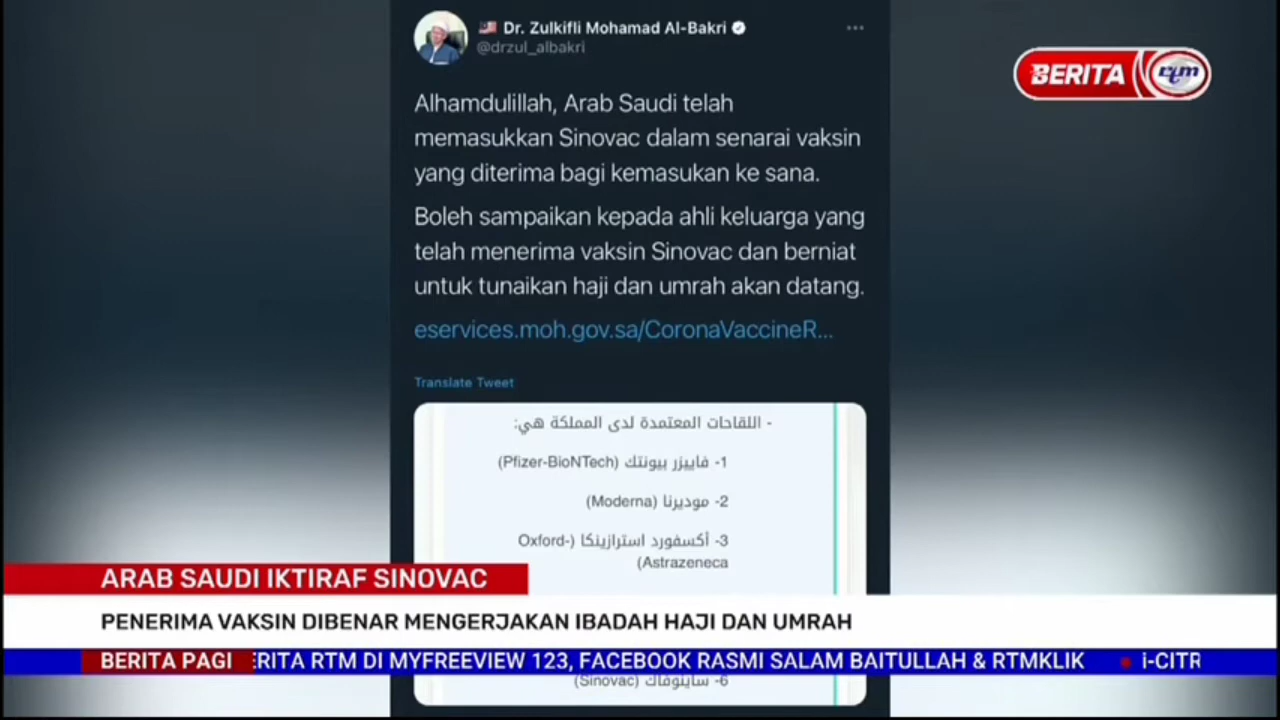 Dr. Zulkifli Mohamad Al-Bakri
@drzul_albakri
BERITA rtm
Alhamdulillah, Arab Saudi telah
memasukkan Sinovac dalam senarai vaksin
yang diterima bagi kemasukan ke sana.
Boleh sampaikan kepada ahli keluarga yang
telah menerima vaksin Sinovac dan berniat
untuk tunaikan haji dan umrah akan datang.
eservices.moh.gov.sa/CoronaVaccineR...
Translate Tweet
- اللقاحات المعتمدة لدى المملكة هي:
1- فاييزر بيونتك (Pfizer-BioNTech)
2- موديرنا (Moderna)
3- أكسفورد استرازينكا (Oxford-
Astrazeneca)
ARAB SAUDI IKTIRAF SINOVAC
PENERIMA VAKSIN DIBENAR MENGERJAKAN IBADAH HAJI DAN UMRAH
BERITA PAGI ERITA RTM DI MYFREEVIEW 123, FACEBOOK RASMI SALAM BAITULLAH & RTMKLIK • i-CITR
6- ساينوفاك (Sinovac)